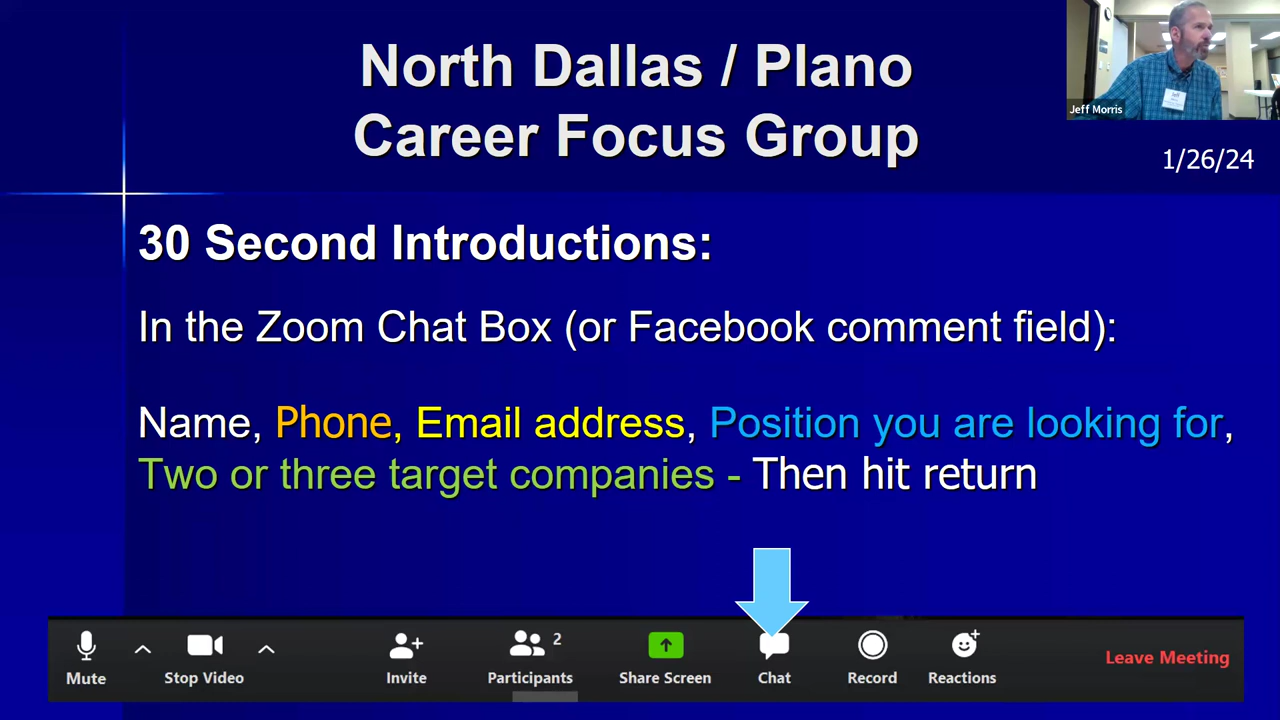 North Dallas / Plano
Career Focus Group
Jeff Morris
1/26/24
30 Second Introductions:
In the Zoom Chat Box (or Facebook comment field):
Name, Phone, Email address, Position you are looking for,
Two or three target companies - Then hit return
2
Mute
Stop Video
Invite
Participants
Share Screen
Chat
Record
Reactions
Leave Meeting